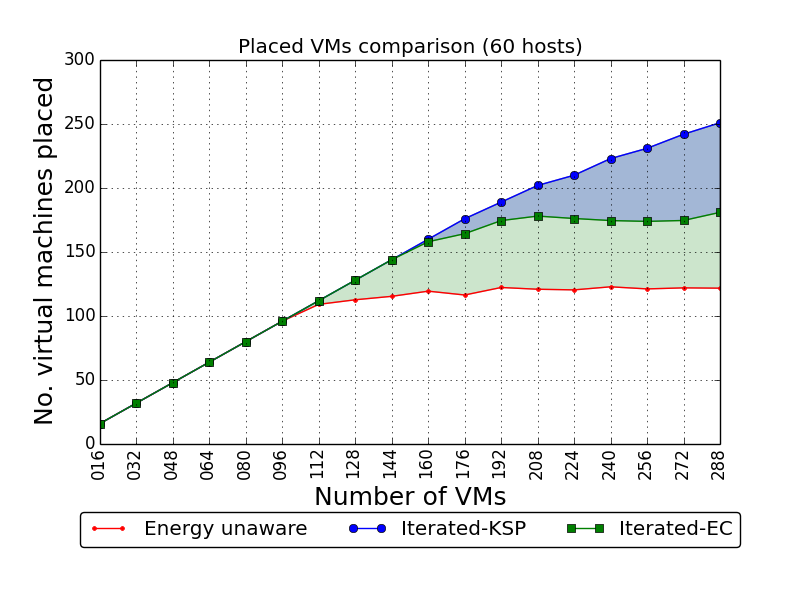 Placed VMs comparison (60 hosts)
No. virtual machines placed
300
250
200
150
100
50
0
016 032 048 064 080 096 112 128 144 160 176 192 208 224 240 256 272 288
Number of VMs
Energy unaware Iterated-KSP Iterated-EC